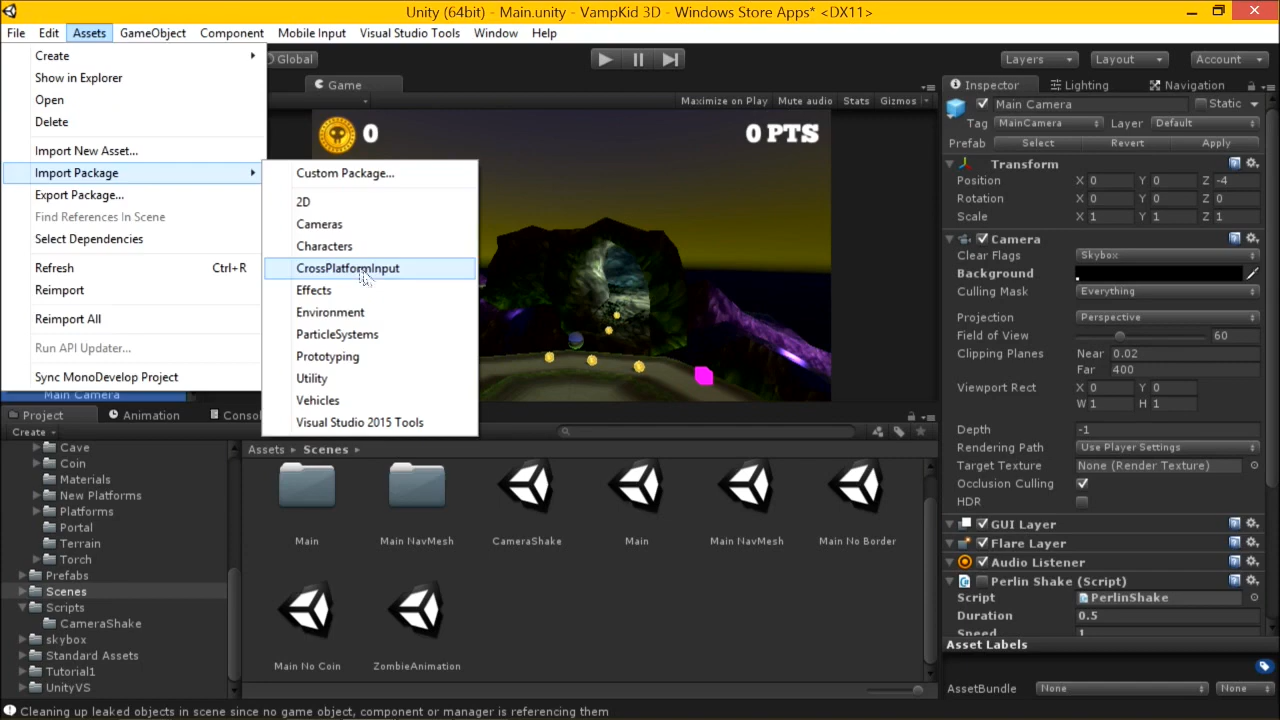 Unity (64bit) - Main.unity - VampKid 3D - Windows Store Apps* <DX11>
File Edit Assets GameObject Component Mobile Input Visual Studio Tools Window Help
Global Layers Layout Account
Create
Show in Explorer
Open
Delete
Import New Asset...
Import Package
Export Package...
Find References In Scene
Select Dependencies
Refresh Ctrl+R
Reimport
Reimport All
Run API Updater...
Sync MonoDevelop Project
Main Camera
Custom Package...
2D
Cameras
Characters
CrossPlatformInput
Effects
Environment
ParticleSystems
Prototyping
Utility
Vehicles
Visual Studio 2015 Tools
Game
Maximize on Play Mute audio Stats Gizmos
0 0 PTS
Inspector Lighting Navigation
Main Camera Static
Tag MainCamera Layer Default
Prefab Select Revert Apply
Transform
Position X 0 Y 0 Z -4
Rotation X 0 Y 0 Z 0
Scale X 1 Y 1 Z 1
Camera
Clear Flags Skybox
Background
Culling Mask Everything
Projection Perspective
Field of View 60
Clipping Planes Near 0.02
Far 400
Viewport Rect X 0 Y 0
W 1 H 1
Depth -1
Rendering Path Use Player Settings
Target Texture None (Render Texture)
Occlusion Culling
HDR
GUI Layer
Flare Layer
Audio Listener
Perlin Shake (Script)
Script PerlinShake
Duration 0.5
Speed 1
Asset Labels
AssetBundle None None
Project Animation Consol
Create
Cave
Coin
Materials
New Platforms
Platforms
Portal
Terrain
Torch
Prefabs
Scenes
Scripts
CameraShake
skybox
Standard Assets
Tutorial1
UnityVS
Assets Scenes
Main Main NavMesh CameraShake Main Main NavMesh Main No Border
Main No Coin ZombieAnimation
Cleaning up leaked objects in scene since no game object, component or manager is referencing them